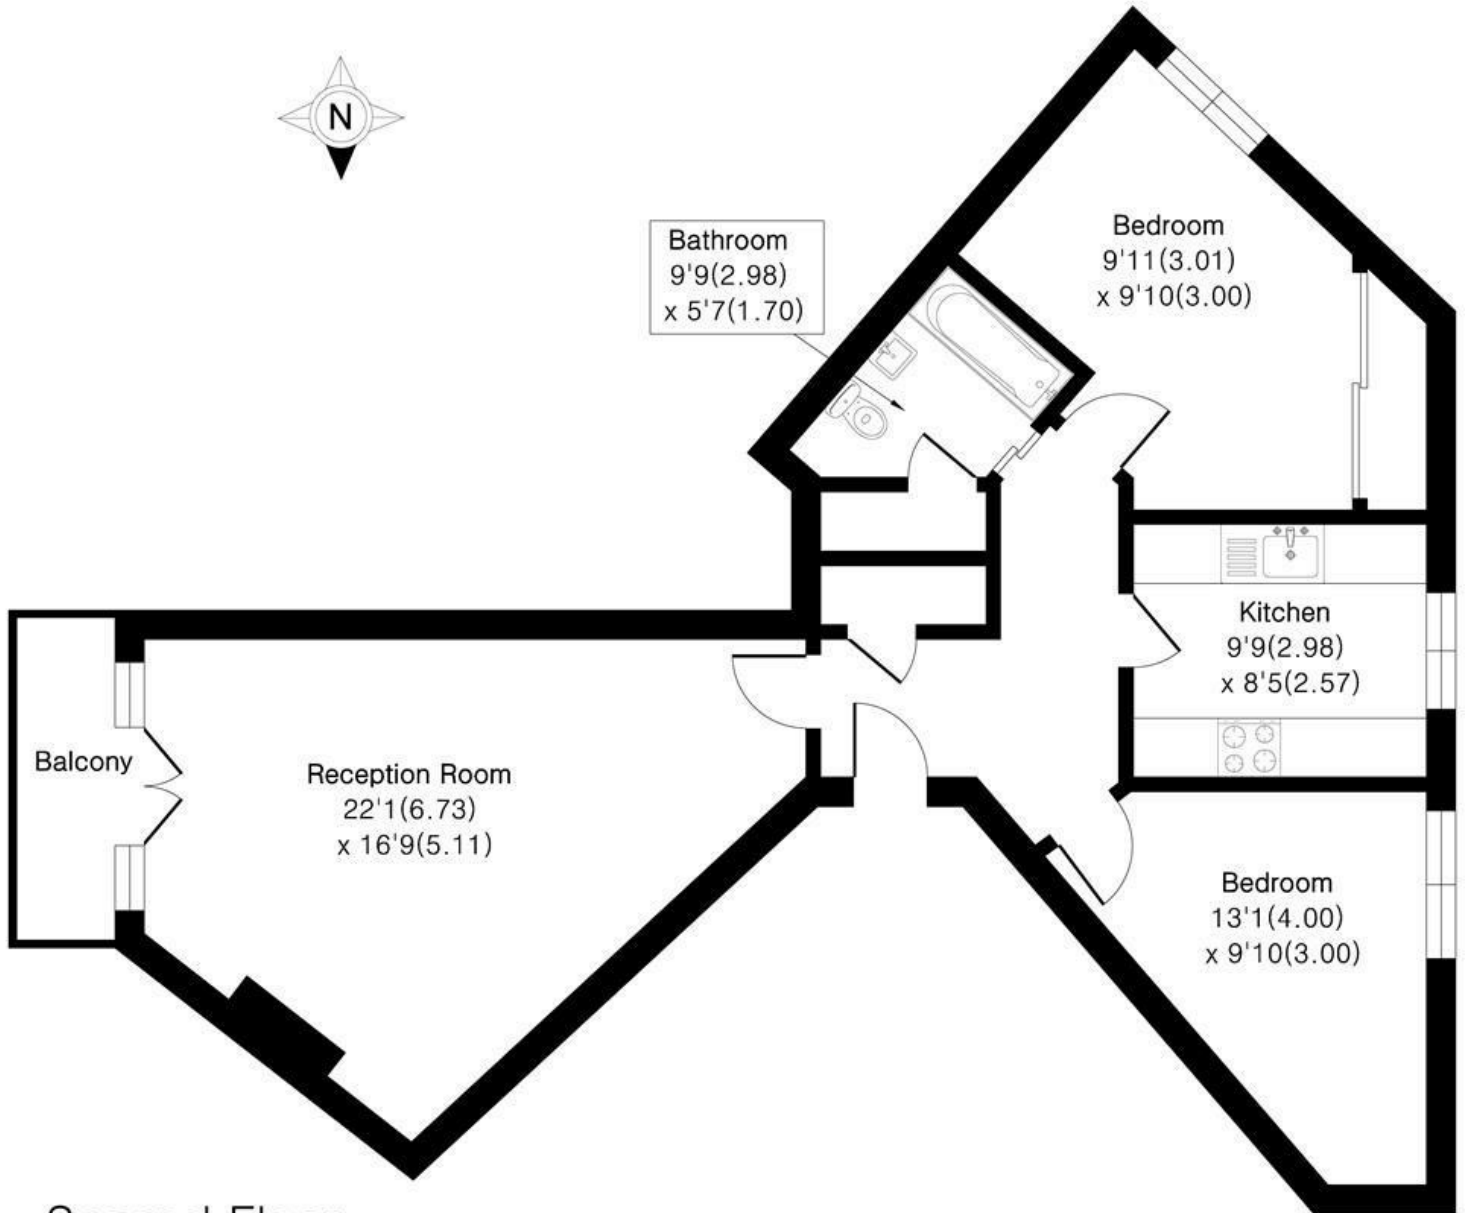 N
Bathroom
9'9(2.98)
x 5'7(1.70)
Bedroom
9'11(3.01)
x 9'10(3.00)
Kitchen
9'9(2.98)
x 8'5(2.57)
Balcony
Reception Room
22'1(6.73)
x 16'9(5.11)
Bedroom
13'1(4.00)
x 9'10(3.00)